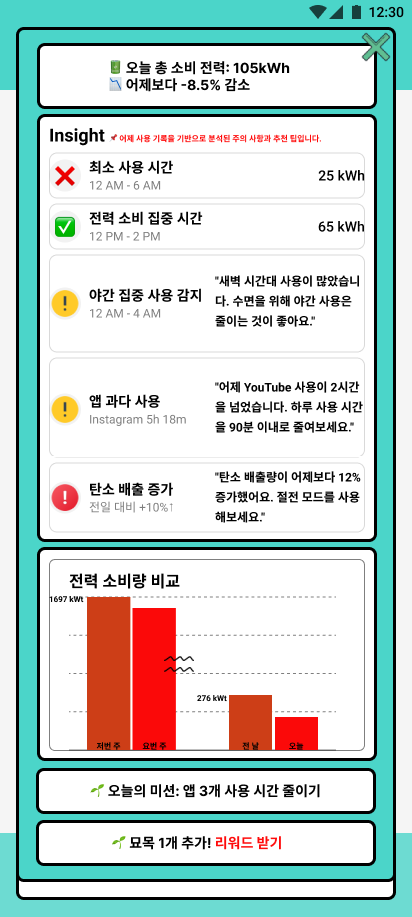 12:30
오늘 총 소비 전력: 105kWh
어제보다 -8.5% 감소
Insight 어제 사용 기록을 기반으로 분석된 주의 사항과 추천 팁입니다.
최소 사용 시간
12 AM - 6 AM
25 kWh
전력 소비 집중 시간
12 PM - 2 PM
65 kWh
야간 집중 사용 감지
12 AM - 4 AM
"새벽 시간대 사용이 많았습니
다. 수면을 위해 야간 사용은
줄이는 것이 좋아요."
앱 과다 사용
Instagram 5h 18m
"어제 YouTube 사용이 2시간
을 넘었습니다. 하루 사용 시간
을 90분 이내로 줄여보세요."
탄소 배출 증가
전일 대비 +10%↑
"탄소 배출량이 어제보다 12%
증가했어요. 절전 모드를 사용
해보세요."
전력 소비량 비교
1697 kWt
276 kWt
저번 주
요번 주
전 날
오늘
오늘의 미션: 앱 3개 사용 시간 줄이기
묘목 1개 추가! 리워드 받기